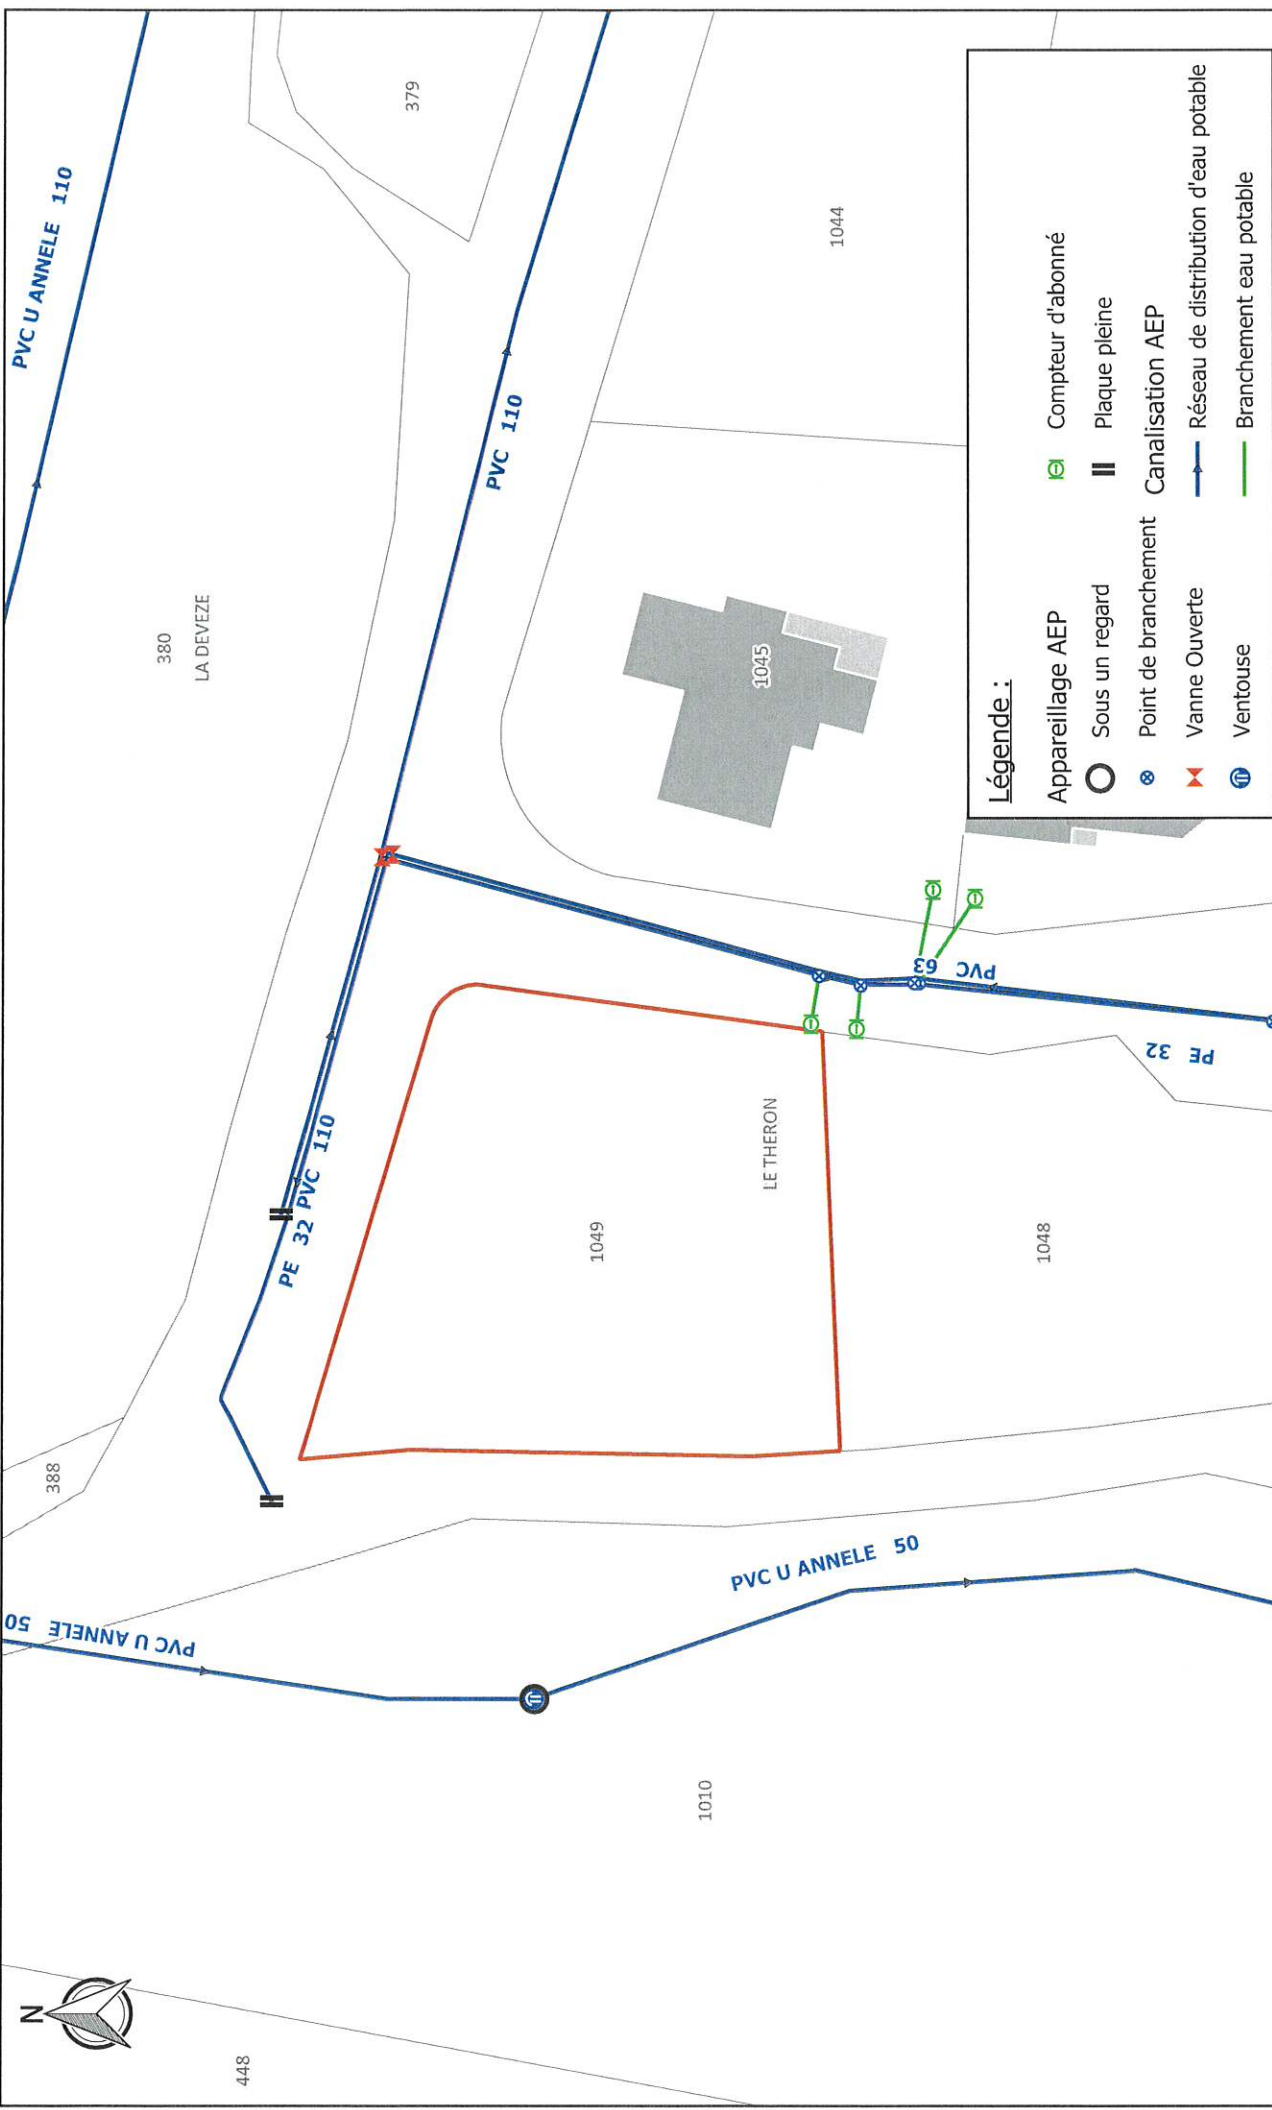 N
448
388
PVC U ANNELE 50
380
LA DEVEZE
PVC U ANNELE 110
379
PE 32
PVC 110
PVC 110
1044
1049
1045
LE THERON
1010
PVC U ANNELE 50
1048
PVC 63
PE 32
Légende :
Appareillage AEP
Sous un regard
Point de branchement
Vanne Ouverte
Ventouse
Compteur d'abonné
Plaque pleine
Canalisation AEP
Réseau de distribution d'eau potable
Branchement eau potable